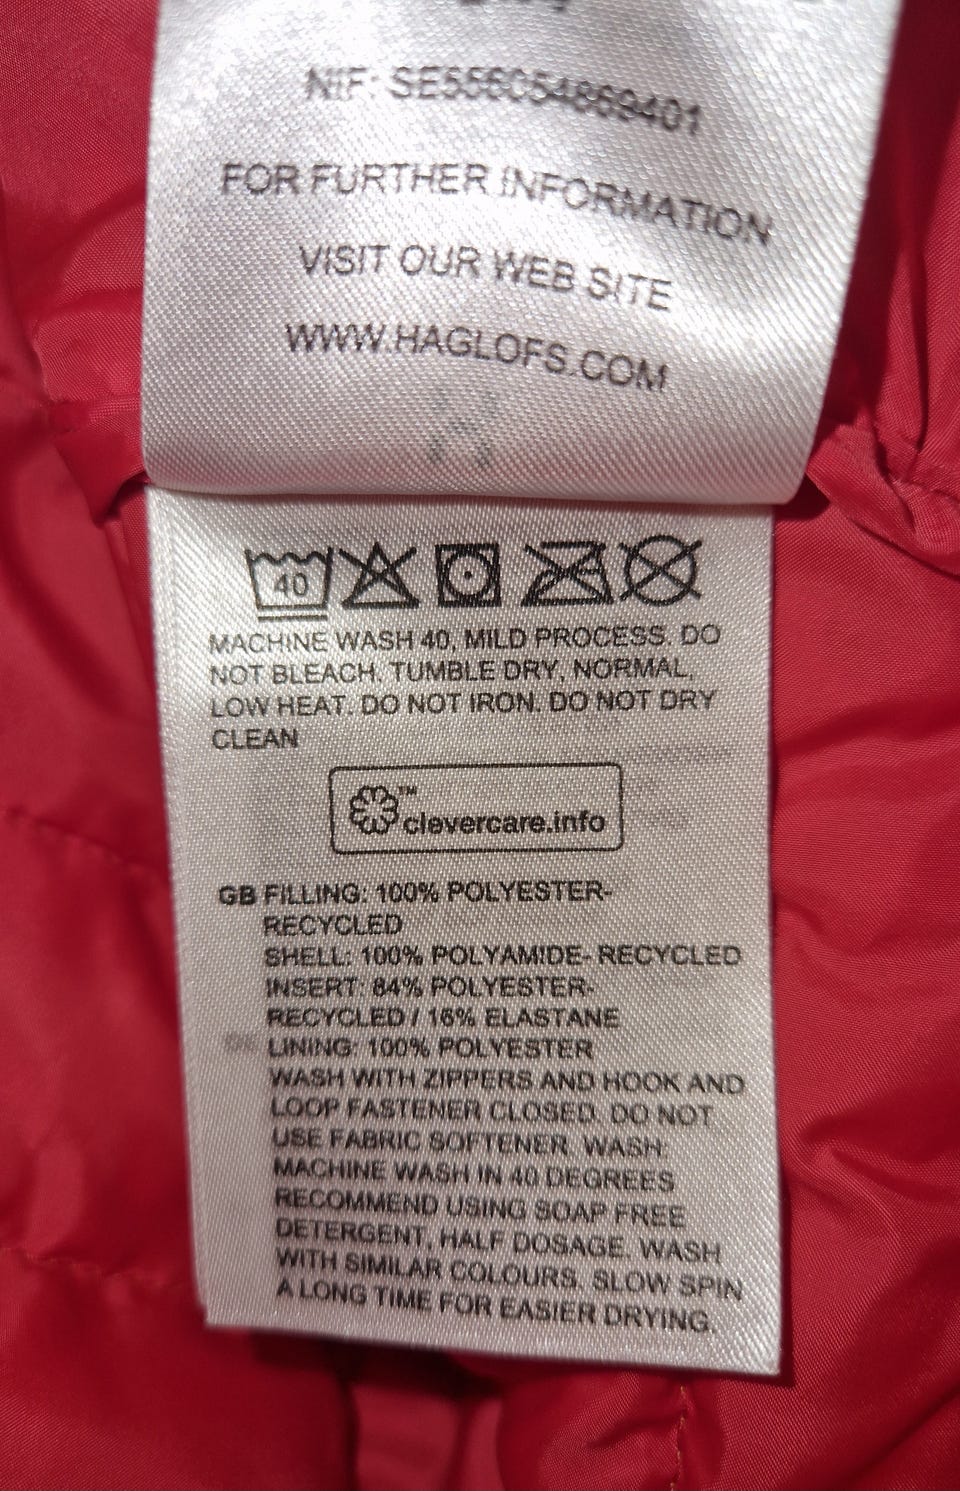 NIF: SE556054869401
FOR FURTHER INFORMATION
VISIT OUR WEB SITE
WWW.HAGLOFS.COM
40
MACHINE WASH 40, MILD PROCESS. DO
NOT BLEACH. TUMBLE DRY, NORMAL,
LOW HEAT. DO NOT IRON. DO NOT DRY
CLEAN
™
clevercare.info
GB FILLING: 100% POLYESTER-
RECYCLED
SHELL: 100% POLYAMIDE- RECYCLED
INSERT: 84% POLYESTER-
RECYCLED / 16% ELASTANE
LINING: 100% POLYESTER
WASH WITH ZIPPERS AND HOOK AND
LOOP FASTENER CLOSED. DO NOT
USE FABRIC SOFTENER. WASH:
MACHINE WASH IN 40 DEGREES
RECOMMEND USING SOAP FREE
DETERGENT, HALF DOSAGE. WASH
WITH SIMILAR COLOURS. SLOW SPIN
A LONG TIME FOR EASIER DRYING.